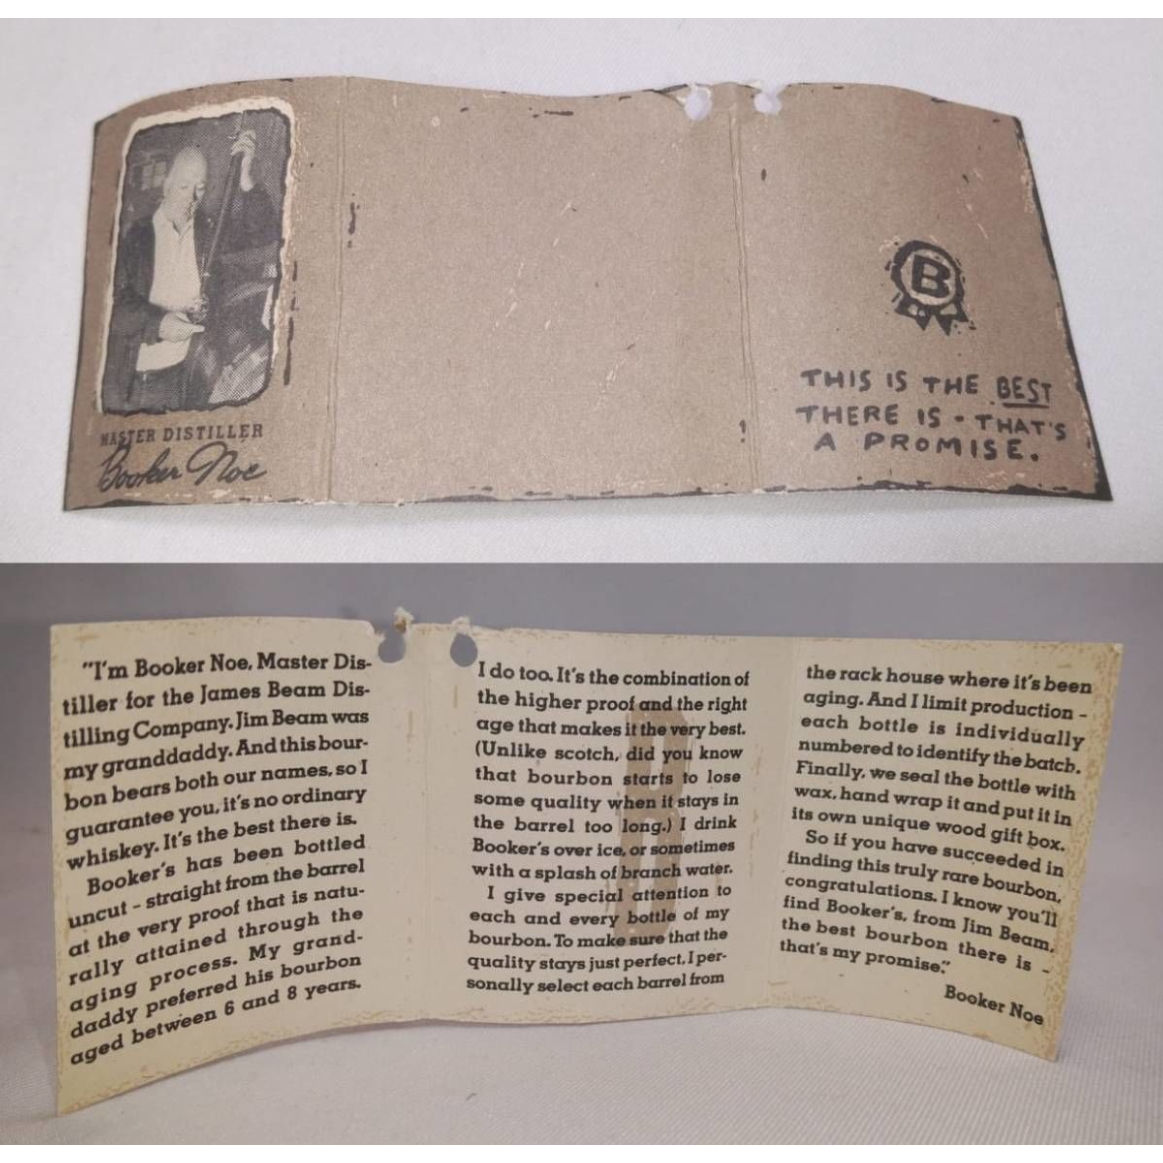 MASTER DISTILLER
Booker Noe
B
THIS IS THE BEST
THERE IS - THAT'S
A PROMISE.
"I'm Booker Noe, Master Dis-
tiller for the James Beam Dis-
tilling Company. Jim Beam was
my granddaddy. And this bour-
bon bears both our names, so I
guarantee you, it's no ordinary
whiskey. It's the best there is.
Booker's has been bottled
uncut - straight from the barrel
at the very proof that is natu-
rally attained through the
aging process. My grand-
daddy preferred his bourbon
aged between 6 and 8 years.
I do too. It's the combination of
the higher proof and the right
age that makes it the very best.
(Unlike scotch, did you know
that bourbon starts to lose
some quality when it stays in
the barrel too long.) I drink
Booker's over ice, or sometimes
with a splash of branch water.
I give special attention to
each and every bottle of my
bourbon. To make sure that the
quality stays just perfect, I per-
sonally select each barrel from
the rack house where it's been
aging. And I limit production -
each bottle is individually
numbered to identify the batch.
Finally, we seal the bottle with
wax, hand wrap it and put it in
its own unique wood gift box.
So if you have succeeded in
finding this truly rare bourbon,
congratulations. I know you'll
find Booker's, from Jim Beam,
the best bourbon there is -
that's my promise."
Booker Noe
B